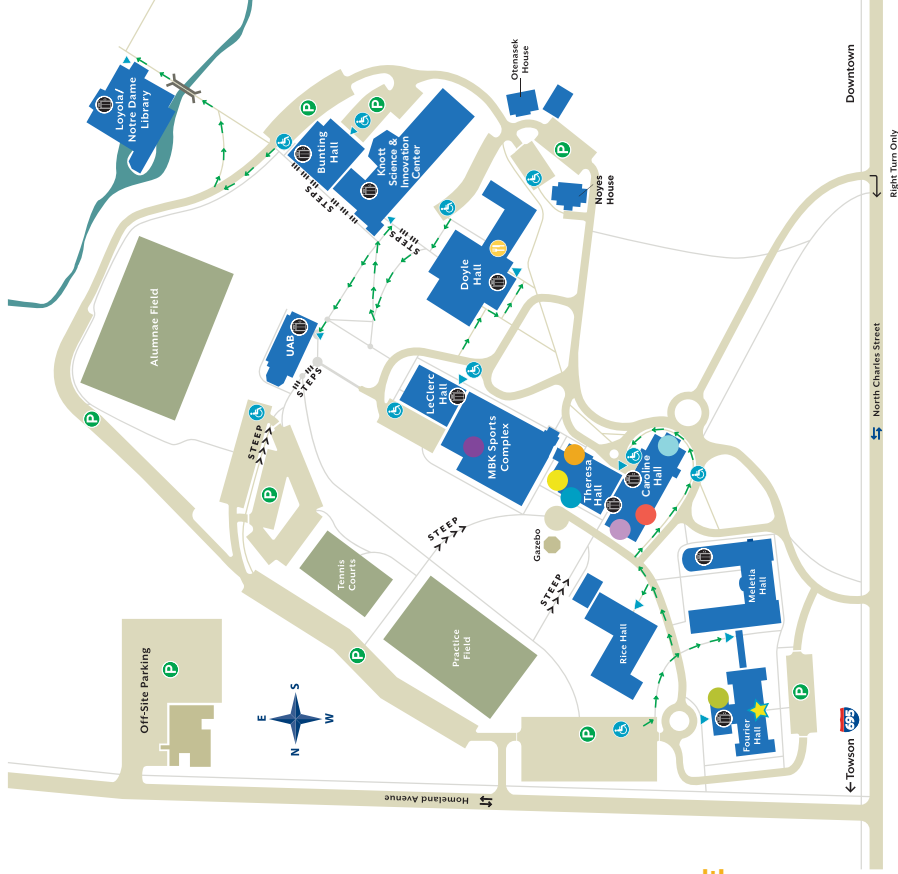 Loyola/
Notre Dame
Library
P
P
Bunting
Hall
Knott
Science &
Innovation
Center
STEPS
STEPS
Otenasek
House
P
Noyes
House
Downtown
Right Turn Only
Alumnae Field
Doyle
Hall
UAB
STEPS
LeClerc
Hall
MBK Sports
Complex
North Charles Street
P
STEEP
P
Theresa
Hall
Caroline
Hall
STEEP
Gazebo
STEEP
Tennis
Courts
Practice
Field
P
Rice Hall
Meletia
Hall
Off-Site Parking
P
S
E
W
N
P
Fourier
Hall
P
695
Towson
Homeland Avenue